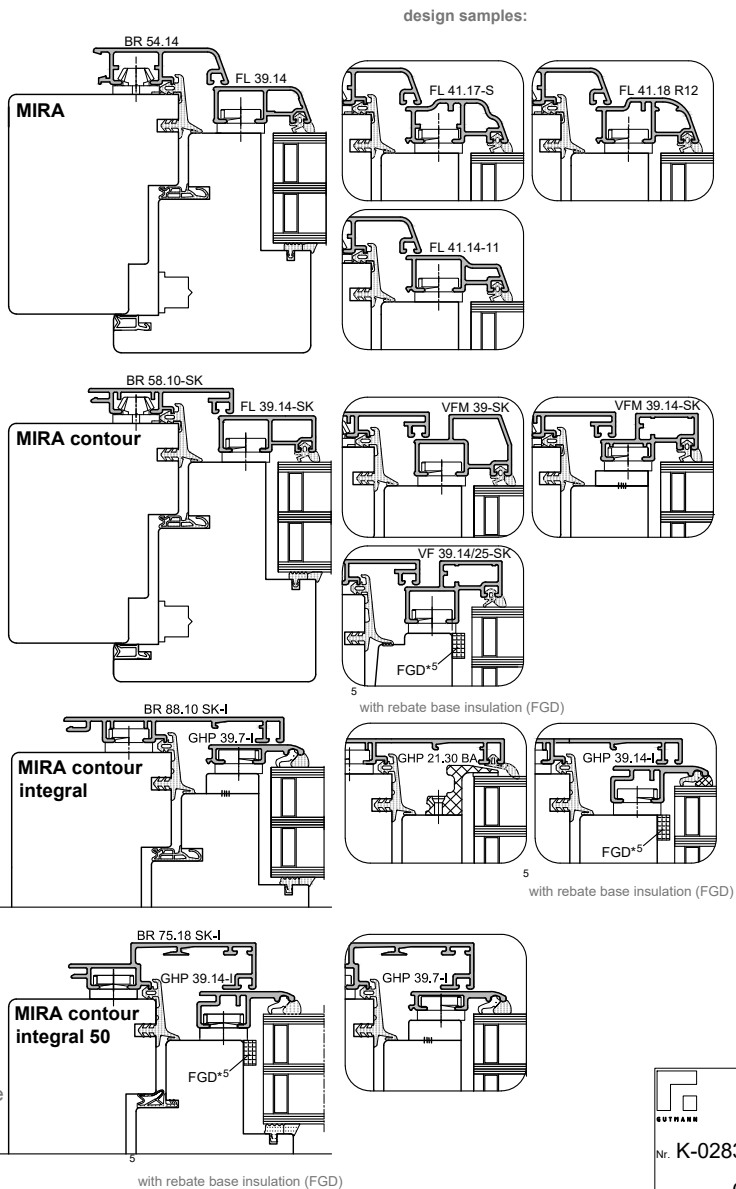 design samples:
BR 54.14
FL 39.14
MIRA
FL 41.17-S
FL 41.18 R12
FL 41.14-11
BR 58.10-SK
FL 39.14-SK
MIRA contour
VFM 39-SK
VFM 39.14-SK
VF 39.14/25-SK
FGD*5
5
with rebate base insulation (FGD)
BR 88.10 SK-I
GHP 39.7-I
MIRA contour
integral
GHP 21.30 BA
GHP 39.14-I
FGD*5
5
with rebate base insulation (FGD)
BR 75.18 SK-I
GHP 39.14-I
MIRA contour
integral 50
FGD*5
GHP 39.7-I
5
with rebate base insulation (FGD)
GUTMANN
Nr. K-0283